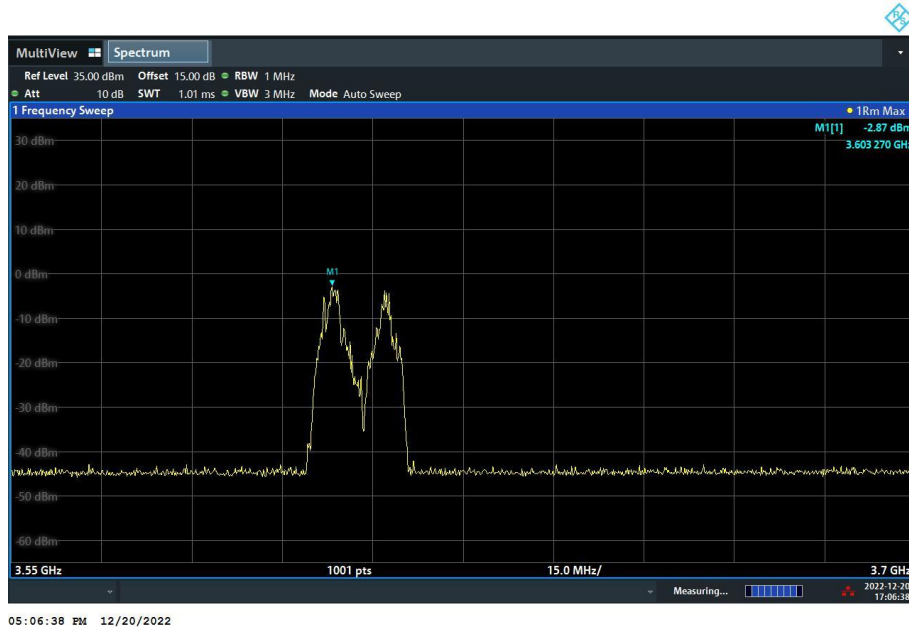 R&S
MultiView Spectrum
Ref Level 35.00 dBm Offset 15.00 dB RBW 1 MHz
Att 10 dB SWT 1.01 ms VBW 3 MHz Mode Auto Sweep
1 Frequency Sweep 1Rm Max
M1[1] -2.87 dBm
3.603 270 GHz
30 dBm
20 dBm
10 dBm
0 dBm
M1
-10 dBm
-20 dBm
-30 dBm
-40 dBm
-50 dBm
-60 dBm
3.55 GHz 1001 pts 15.0 MHz/ 3.7 GHz
Measuring... 2022-12-20
17:06:38
05:06:38 PM 12/20/2022